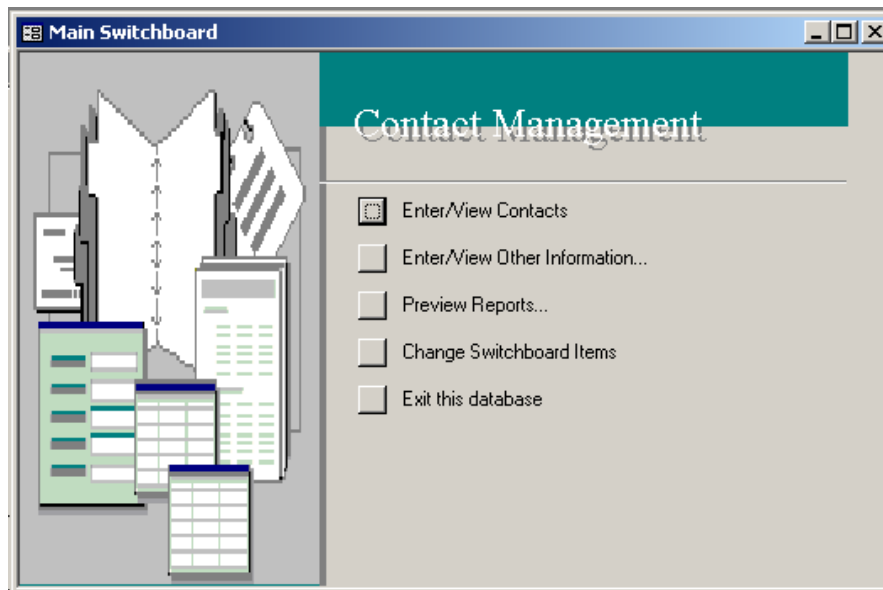 Main Switchboard
Contact Management
Enter/View Contacts
Enter/View Other Information...
Preview Reports...
Change Switchboard Items
Exit this database